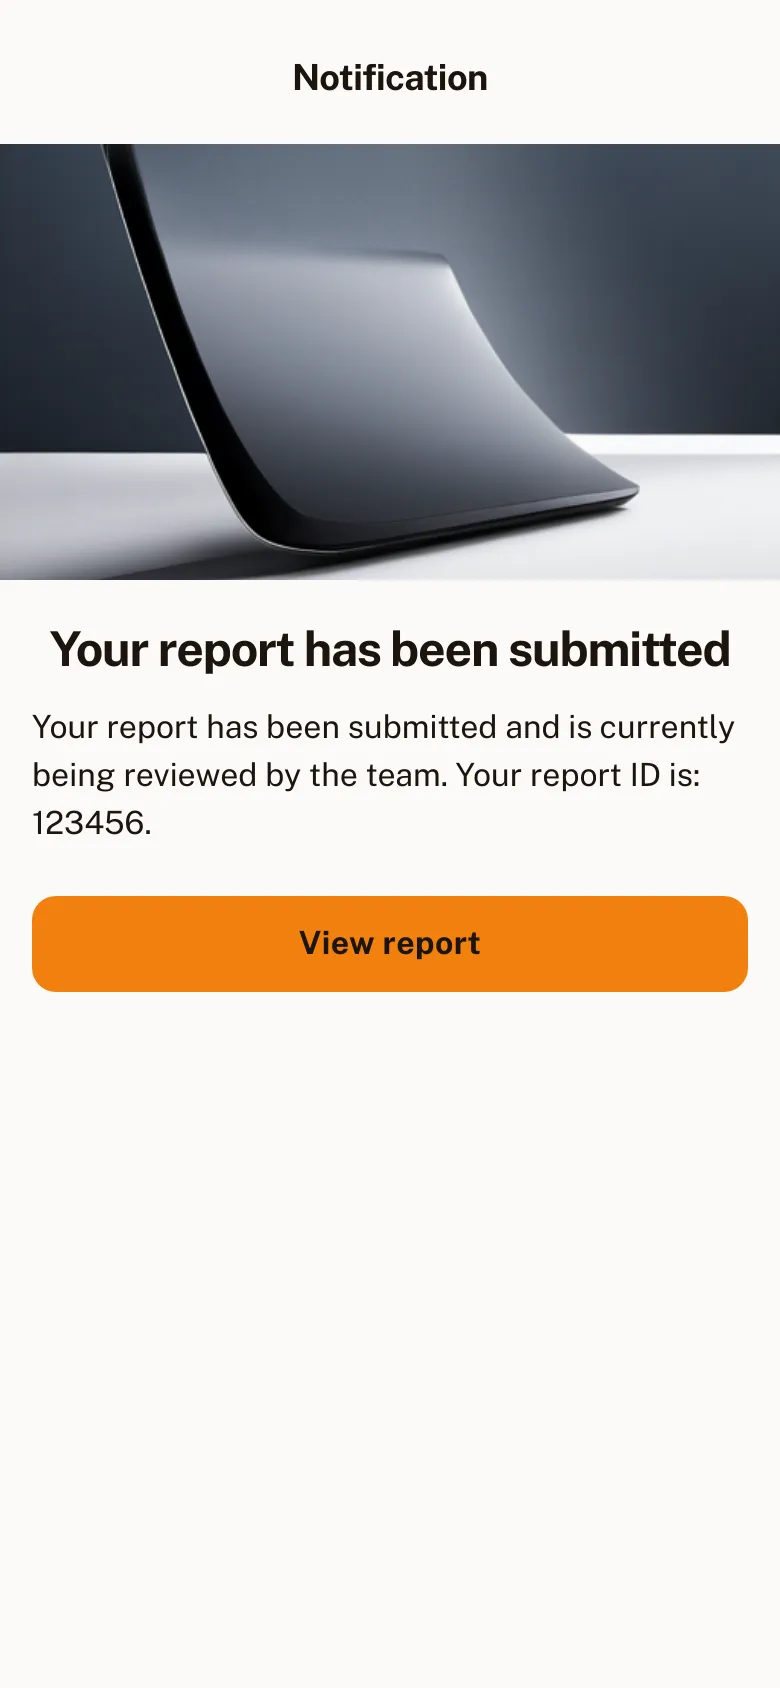 Notification
Your report has been submitted
Your report has been submitted and is currently
being reviewed by the team. Your report ID is:
123456.
View report